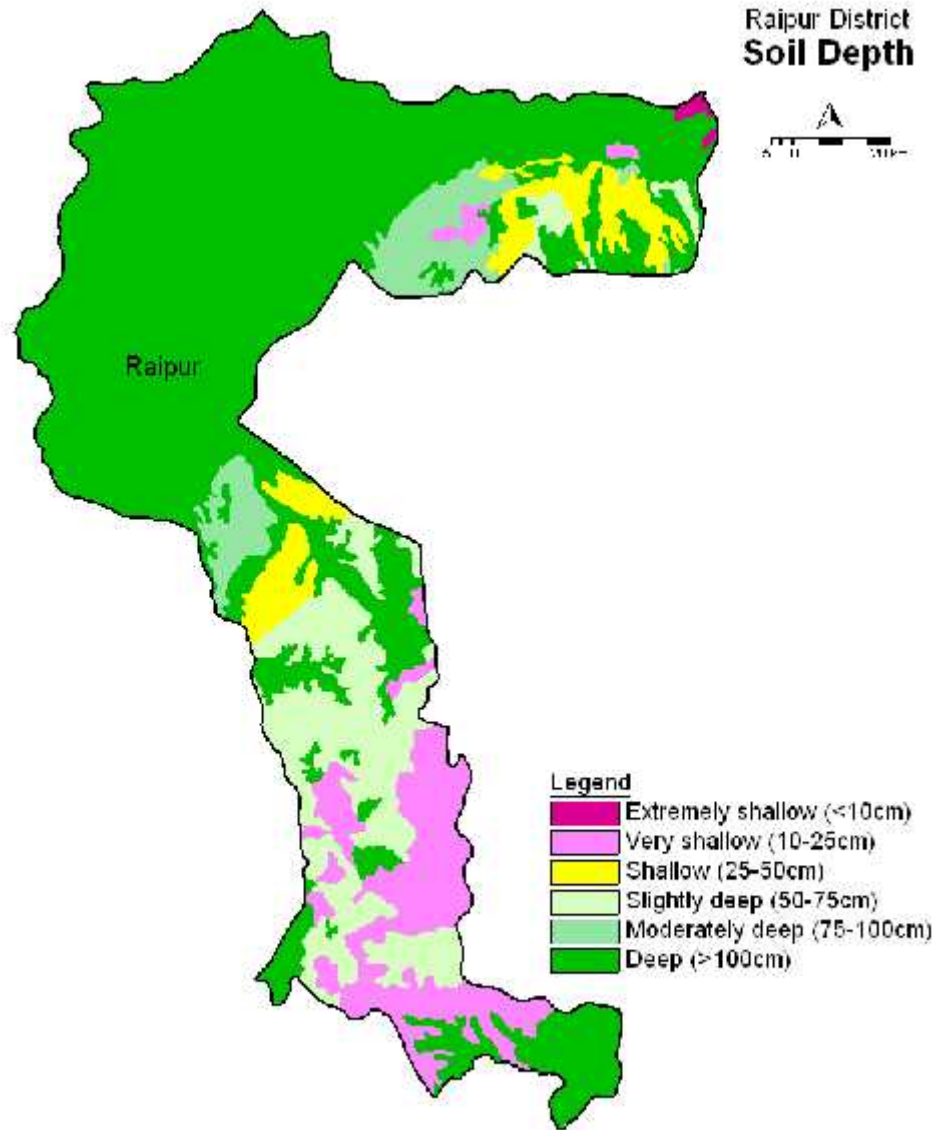 Raipur District
Soil Depth
Raipur
Legend
Extremely shallow (<10cm)
Very shallow (10-25cm)
Shallow (25-50cm)
Slightly deep (50-75cm)
Moderately deep (75-100cm)
Deep (>100cm)